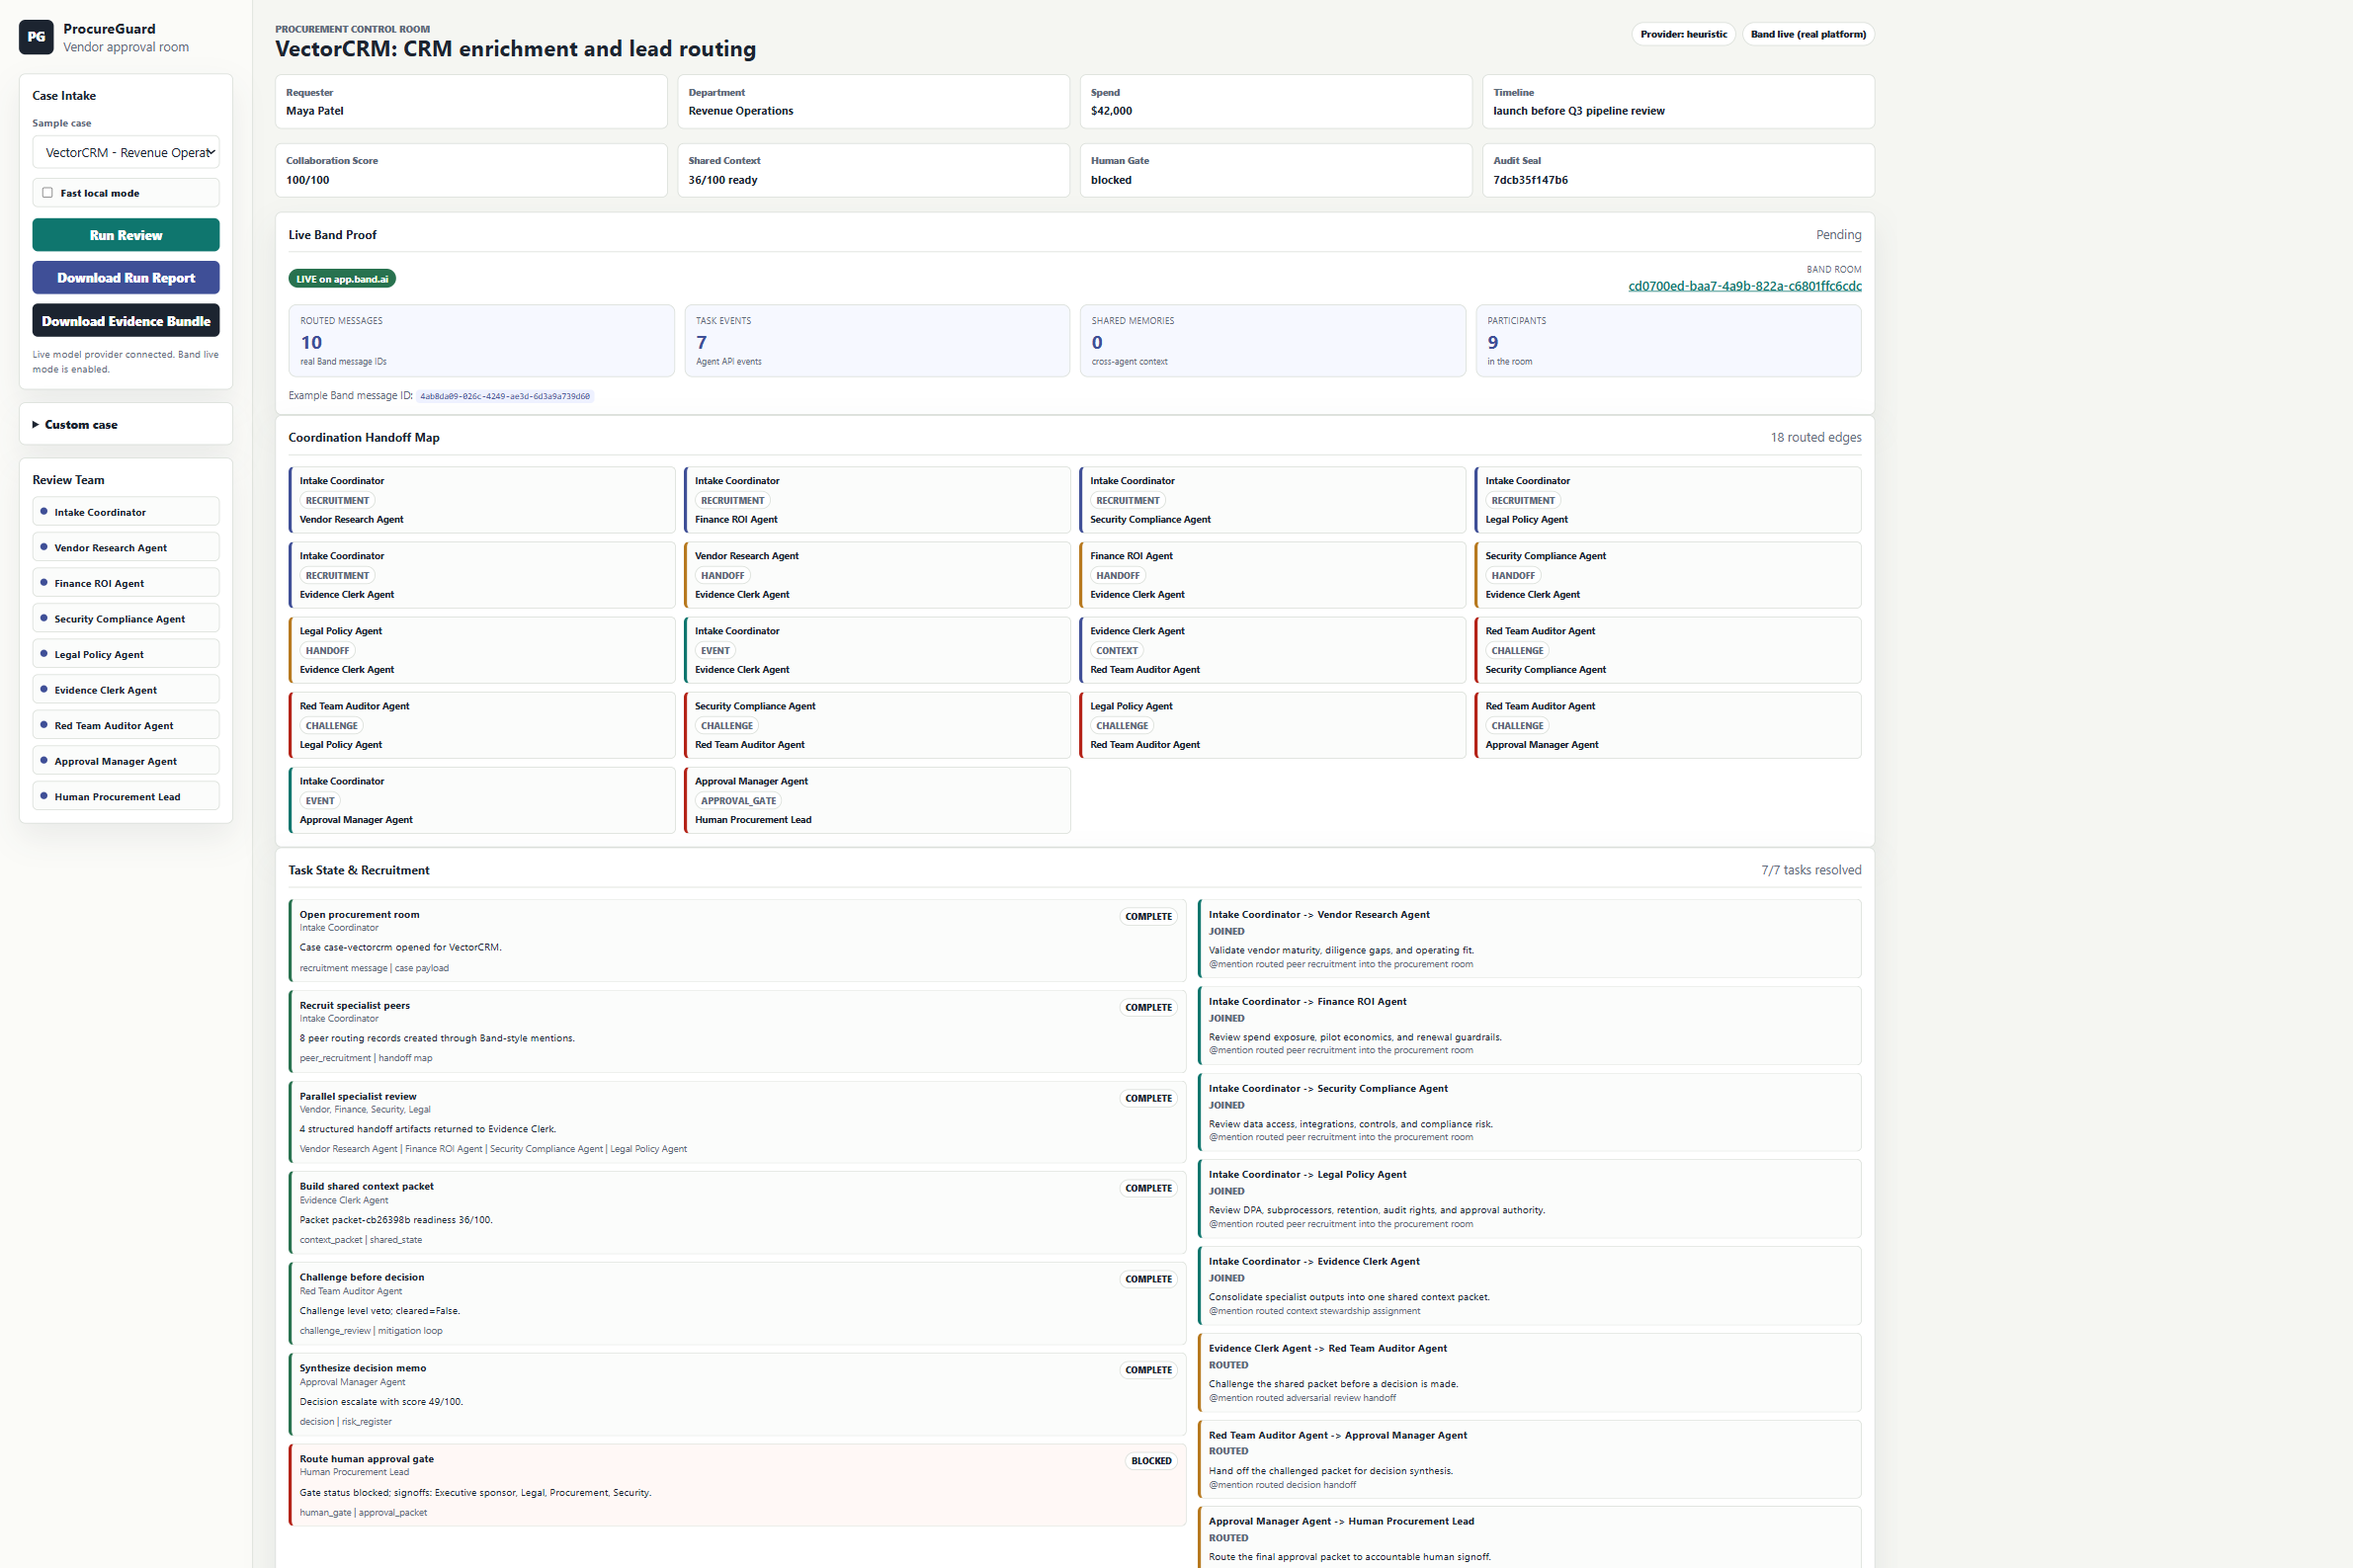 PG
ProcureGuard
Vendor approval room
Case Intake
Sample case
VectorCRM - Revenue Operat
Fast local mode
Run Review
Download Run Report
Download Evidence Bundle
Live model provider connected. Band live
mode is enabled.
Custom case
Review Team
Intake Coordinator
Vendor Research Agent
Finance ROI Agent
Security Compliance Agent
Legal Policy Agent
Evidence Clerk Agent
Red Team Auditor Agent
Approval Manager Agent
Human Procurement Lead
PROCUREMENT CONTROL ROOM
VectorCRM: CRM enrichment and lead routing
Provider: heuristic
Band live (real platform)
Requester
Maya Patel
Department
Revenue Operations
Spend
$42,000
Timeline
launch before Q3 pipeline review
Collaboration Score
100/100
Shared Context
36/100 ready
Human Gate
blocked
Audit Seal
7dcb35f147b6
Live Band Proof
Pending
LIVE on app.band.ai
BAND ROOM
cd0700ed-baa7-4a9b-822a-c6801ffc6cdc
ROUTED MESSAGES
10
real Band message IDs
TASK EVENTS
7
Agent API events
SHARED MEMORIES
0
cross-agent context
PARTICIPANTS
9
in the room
Example Band message ID: 4ab8da09-026c-4249-ae3d-6d3a9a739d60
Coordination Handoff Map
18 routed edges
Intake Coordinator
RECRUITMENT
Vendor Research Agent
Intake Coordinator
RECRUITMENT
Finance ROI Agent
Intake Coordinator
RECRUITMENT
Security Compliance Agent
Intake Coordinator
RECRUITMENT
Legal Policy Agent
Intake Coordinator
RECRUITMENT
Evidence Clerk Agent
Vendor Research Agent
HANDOFF
Evidence Clerk Agent
Finance ROI Agent
HANDOFF
Evidence Clerk Agent
Security Compliance Agent
HANDOFF
Evidence Clerk Agent
Legal Policy Agent
HANDOFF
Evidence Clerk Agent
Intake Coordinator
EVENT
Evidence Clerk Agent
Evidence Clerk Agent
CONTEXT
Red Team Auditor Agent
Red Team Auditor Agent
CHALLENGE
Security Compliance Agent
Red Team Auditor Agent
CHALLENGE
Legal Policy Agent
Security Compliance Agent
CHALLENGE
Red Team Auditor Agent
Legal Policy Agent
CHALLENGE
Red Team Auditor Agent
Red Team Auditor Agent
CHALLENGE
Approval Manager Agent
Intake Coordinator
EVENT
Approval Manager Agent
Approval Manager Agent
APPROVAL_GATE
Human Procurement Lead
Task State & Recruitment
7/7 tasks resolved
Open procurement room
COMPLETE
Intake Coordinator
Case case-vectorcrm opened for VectorCRM.
recruitment message | case payload
Recruit specialist peers
COMPLETE
Intake Coordinator
8 peer routing records created through Band-style mentions.
peer_recruitment | handoff map
Parallel specialist review
COMPLETE
Vendor, Finance, Security, Legal
4 structured handoff artifacts returned to Evidence Clerk.
Vendor Research Agent | Finance ROI Agent | Security Compliance Agent | Legal Policy Agent
Build shared context packet
COMPLETE
Evidence Clerk Agent
Packet packet-cb26398b readiness 36/100.
context_packet | shared_state
Challenge before decision
COMPLETE
Red Team Auditor Agent
Challenge level veto; cleared=False.
challenge_review | mitigation loop
Synthesize decision memo
COMPLETE
Approval Manager Agent
Decision escalate with score 49/100.
decision | risk_register
Route human approval gate
BLOCKED
Human Procurement Lead
Gate status blocked; signoffs: Executive sponsor, Legal, Procurement, Security.
human_gate | approval_packet
Intake Coordinator -> Vendor Research Agent
JOINED
Validate vendor maturity, diligence gaps, and operating fit.
@mention routed peer recruitment into the procurement room
Intake Coordinator -> Finance ROI Agent
JOINED
Review spend exposure, pilot economics, and renewal guardrails.
@mention routed peer recruitment into the procurement room
Intake Coordinator -> Security Compliance Agent
JOINED
Review data access, integrations, controls, and compliance risk.
@mention routed peer recruitment into the procurement room
Intake Coordinator -> Legal Policy Agent
JOINED
Review DPA, subprocessors, retention, audit rights, and approval authority.
@mention routed peer recruitment into the procurement room
Intake Coordinator -> Evidence Clerk Agent
JOINED
Consolidate specialist outputs into one shared context packet.
@mention routed context stewardship assignment
Evidence Clerk Agent -> Red Team Auditor Agent
ROUTED
Challenge the shared packet before a decision is made.
@mention routed adversarial review handoff
Red Team Auditor Agent -> Approval Manager Agent
ROUTED
Hand off the challenged packet for decision synthesis.
@mention routed decision handoff
Approval Manager Agent -> Human Procurement Lead
ROUTED
Route the final approval packet to accountable human signoff.